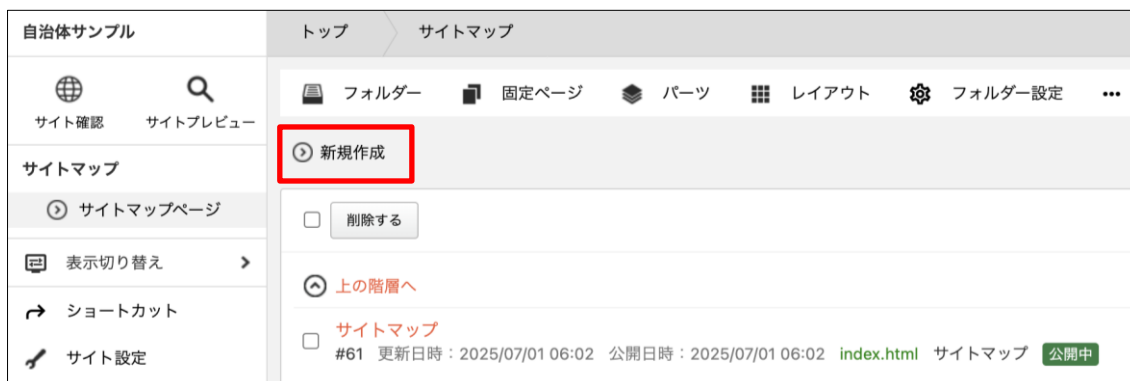 自治体サンプル
トップ サイトマップ
サイト確認 サイトプレビュー
フォルダー 固定ページ パーツ レイアウト フォルダー設定 •••
新規作成
サイトマップ
サイトマップページ
削除する
表示切り替え
上の階層へ
ショートカット
サイトマップ
#61 更新日時：2025/07/01 06:02 公開日時：2025/07/01 06:02 index.html サイトマップ 公開中
サイト設定